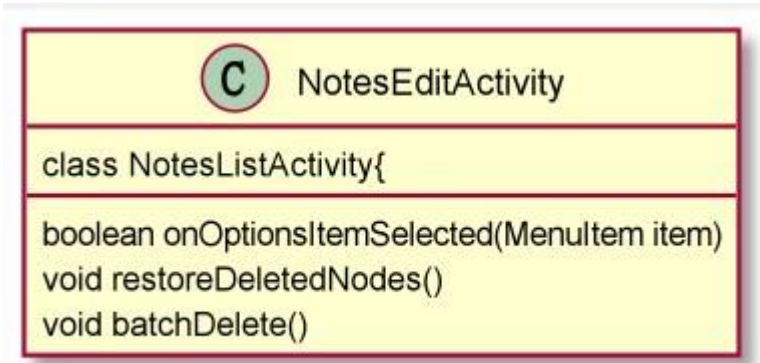 C NotesEditActivity
class NotesListActivity{
boolean onOptionsItemSelected(MenuItem item)
void restoreDeletedNodes()
void batchDelete()